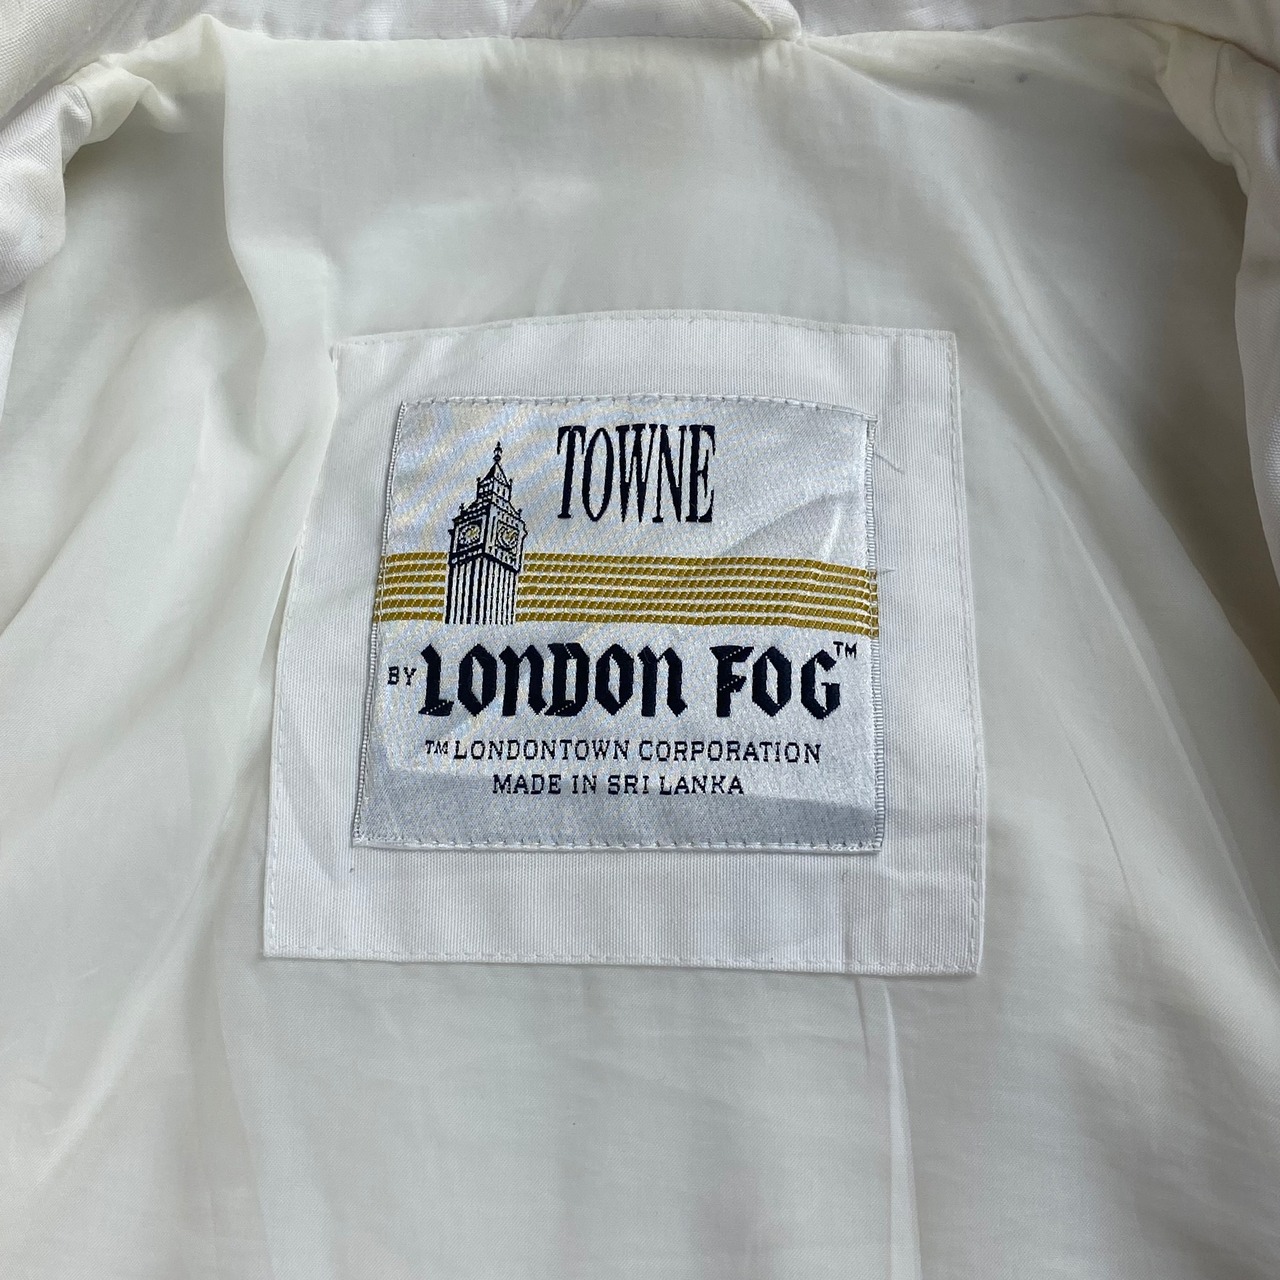 TOWNE
BY LONDON FOG™
™ LONDONTOWN CORPORATION
MADE IN SRI LANKA